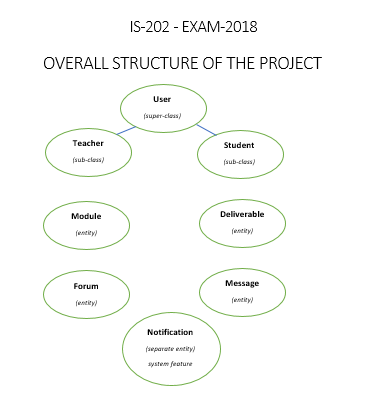 IS-202 - EXAM-2018
OVERALL STRUCTURE OF THE PROJECT
User
(super-class)
Teacher
(sub-class)
Student
(sub-class)
Module
(entity)
Deliverable
(entity)
Forum
(entity)
Message
(entity)
Notification
(separate entity)
system feature